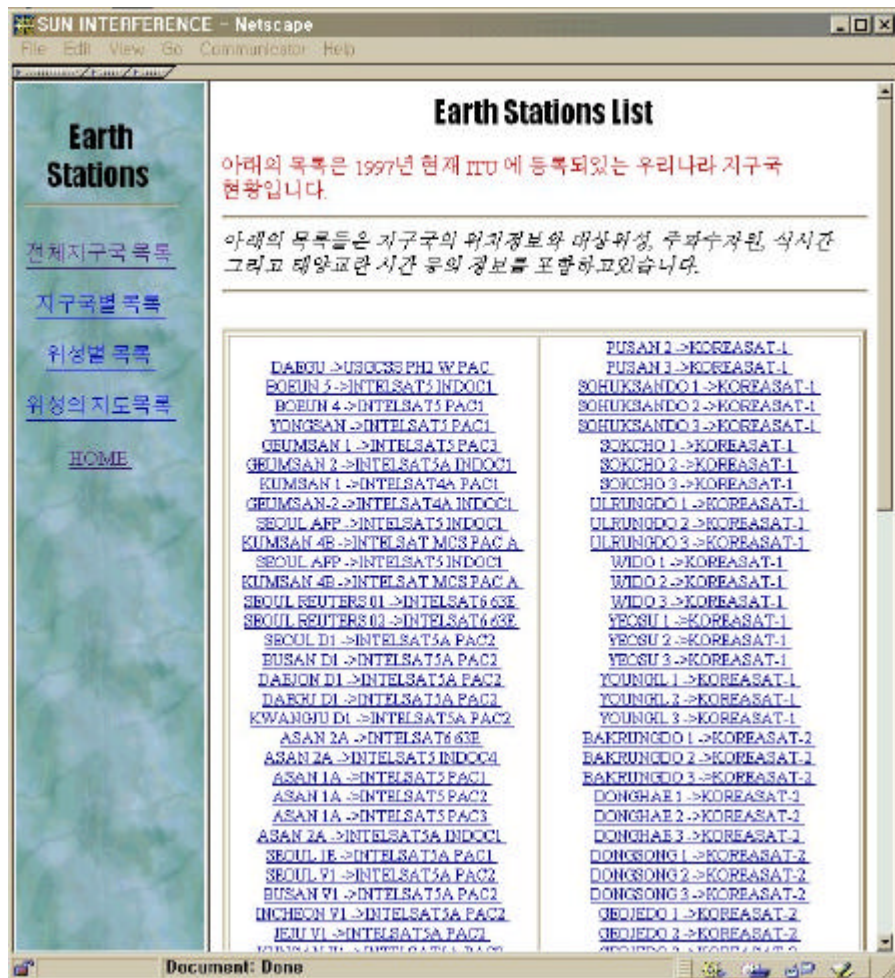 SUN INTERFERENCE - Netscape
File Edit View Go Communicator Help
Earth
Stations
전체지구국 목록
지구국별 목록
위성별 목록
위성의 지도목록
HOME
Earth Stations List
아래의 목록은 1997년 현재 ITU 에 등록되있는 우리나라 지구국
현황입니다.
아래의 목록들은 지구국의 위치정보와 대상위성, 주파수자원, 식시간
그리고 태양교란 시간 등의 정보를 포함하고있습니다.
DAEGU ->USGCSS PH2 W PAC
BOEUN 5 ->INTELSAT5 INDOC1
BOEUN 4 ->INTELSAT5 PAC1
YONGSAN ->INTELSAT5 PAC1
GEUMSAN 1 ->INTELSAT5 PAC3
GEUMSAN 2 ->INTELSAT5A INDOC1
KUMSAN 1 ->INTELSAT4A PAC1
GEUMSAN-2 ->INTELSAT4A INDOC1
SEOUL AFP ->INTELSAT5 INDOC1
KUMSAN 4B ->INTELSAT MCS PAC A
SEOUL AFP ->INTELSAT5 INDOC1
KUMSAN 4B ->INTELSAT MCS PAC A
SEOUL REUTERS 01 ->INTELSAT6 63E
SEOUL REUTERS 02 ->INTELSAT6 63E
SEOUL D1 ->INTELSAT5A PAC2
BUSAN D1 ->INTELSAT5A PAC2
DAEJON D1 ->INTELSAT5A PAC2
DAEGU D1 ->INTELSAT5A PAC2
KWANGJU D1 ->INTELSAT5A PAC2
ASAN 2A ->INTELSAT6 63E
ASAN 2A ->INTELSAT5 INDOC4
ASAN 1A ->INTELSAT5 PAC1
ASAN 1A ->INTELSAT5 PAC2
ASAN 1A ->INTELSAT5 PAC3
ASAN 2A ->INTELSAT5A INDOC1
SEOUL 1E ->INTELSAT5A PAC1
SEOUL V1 ->INTELSAT5A PAC2
BUSAN V1 ->INTELSAT5A PAC2
INCHEON V1 ->INTELSAT5A PAC2
JEJU V1 ->INTELSAT5A PAC2
PUSAN 2 ->KOREASAT-1
PUSAN 3 ->KOREASAT-1
SOHUKSANDO 1 ->KOREASAT-1
SOHUKSANDO 2 ->KOREASAT-1
SOHUKSANDO 3 ->KOREASAT-1
SOKCHO 1 ->KOREASAT-1
SOKCHO 2 ->KOREASAT-1
SOKCHO 3 ->KOREASAT-1
ULRUNGDO 1 ->KOREASAT-1
ULRUNGDO 2 ->KOREASAT-1
ULRUNGDO 3 ->KOREASAT-1
WIDO 1 ->KOREASAT-1
WIDO 2 ->KOREASAT-1
WIDO 3 ->KOREASAT-1
YEOSU 1 ->KOREASAT-1
YEOSU 2 ->KOREASAT-1
YEOSU 3 ->KOREASAT-1
YOUNGIL 1 ->KOREASAT-1
YOUNGIL 2 ->KOREASAT-1
YOUNGIL 3 ->KOREASAT-1
BAKRUNGDO 1 ->KOREASAT-2
BAKRUNGDO 2 ->KOREASAT-2
BAKRUNGDO 3 ->KOREASAT-2
DONGHAE 1 ->KOREASAT-2
DONGHAE 2 ->KOREASAT-2
DONGHAE 3 ->KOREASAT-2
DONGSONG 1 ->KOREASAT-2
DONGSONG 2 ->KOREASAT-2
DONGSONG 3 ->KOREASAT-2
GEOJEDO 1 ->KOREASAT-2
GEOJEDO 2 ->KOREASAT-2
Document: Done